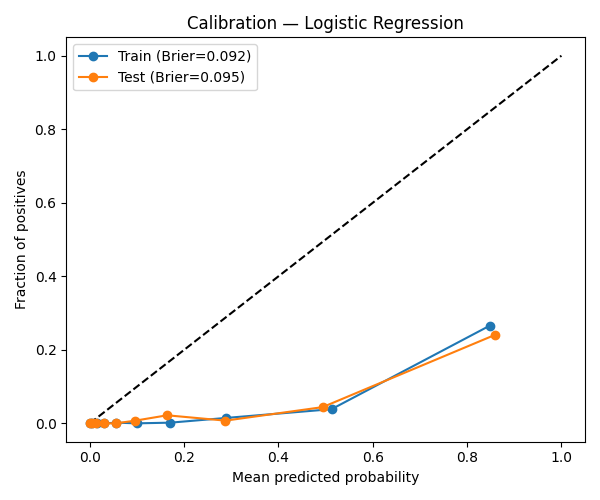 Calibration — Logistic Regression
Train (Brier=0.092)
Test (Brier=0.095)
Fraction of positives
1.0
0.8
0.6
0.4
0.2
0.0
0.0 0.2 0.4 0.6 0.8 1.0
Mean predicted probability